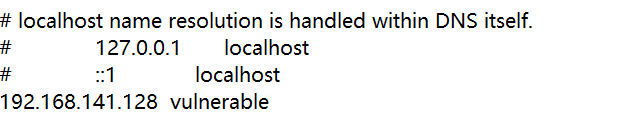 # localhost name resolution is handled within DNS itself.
#	127.0.0.1	localhost
#	::1	localhost
192.168.141.128  vulnerable